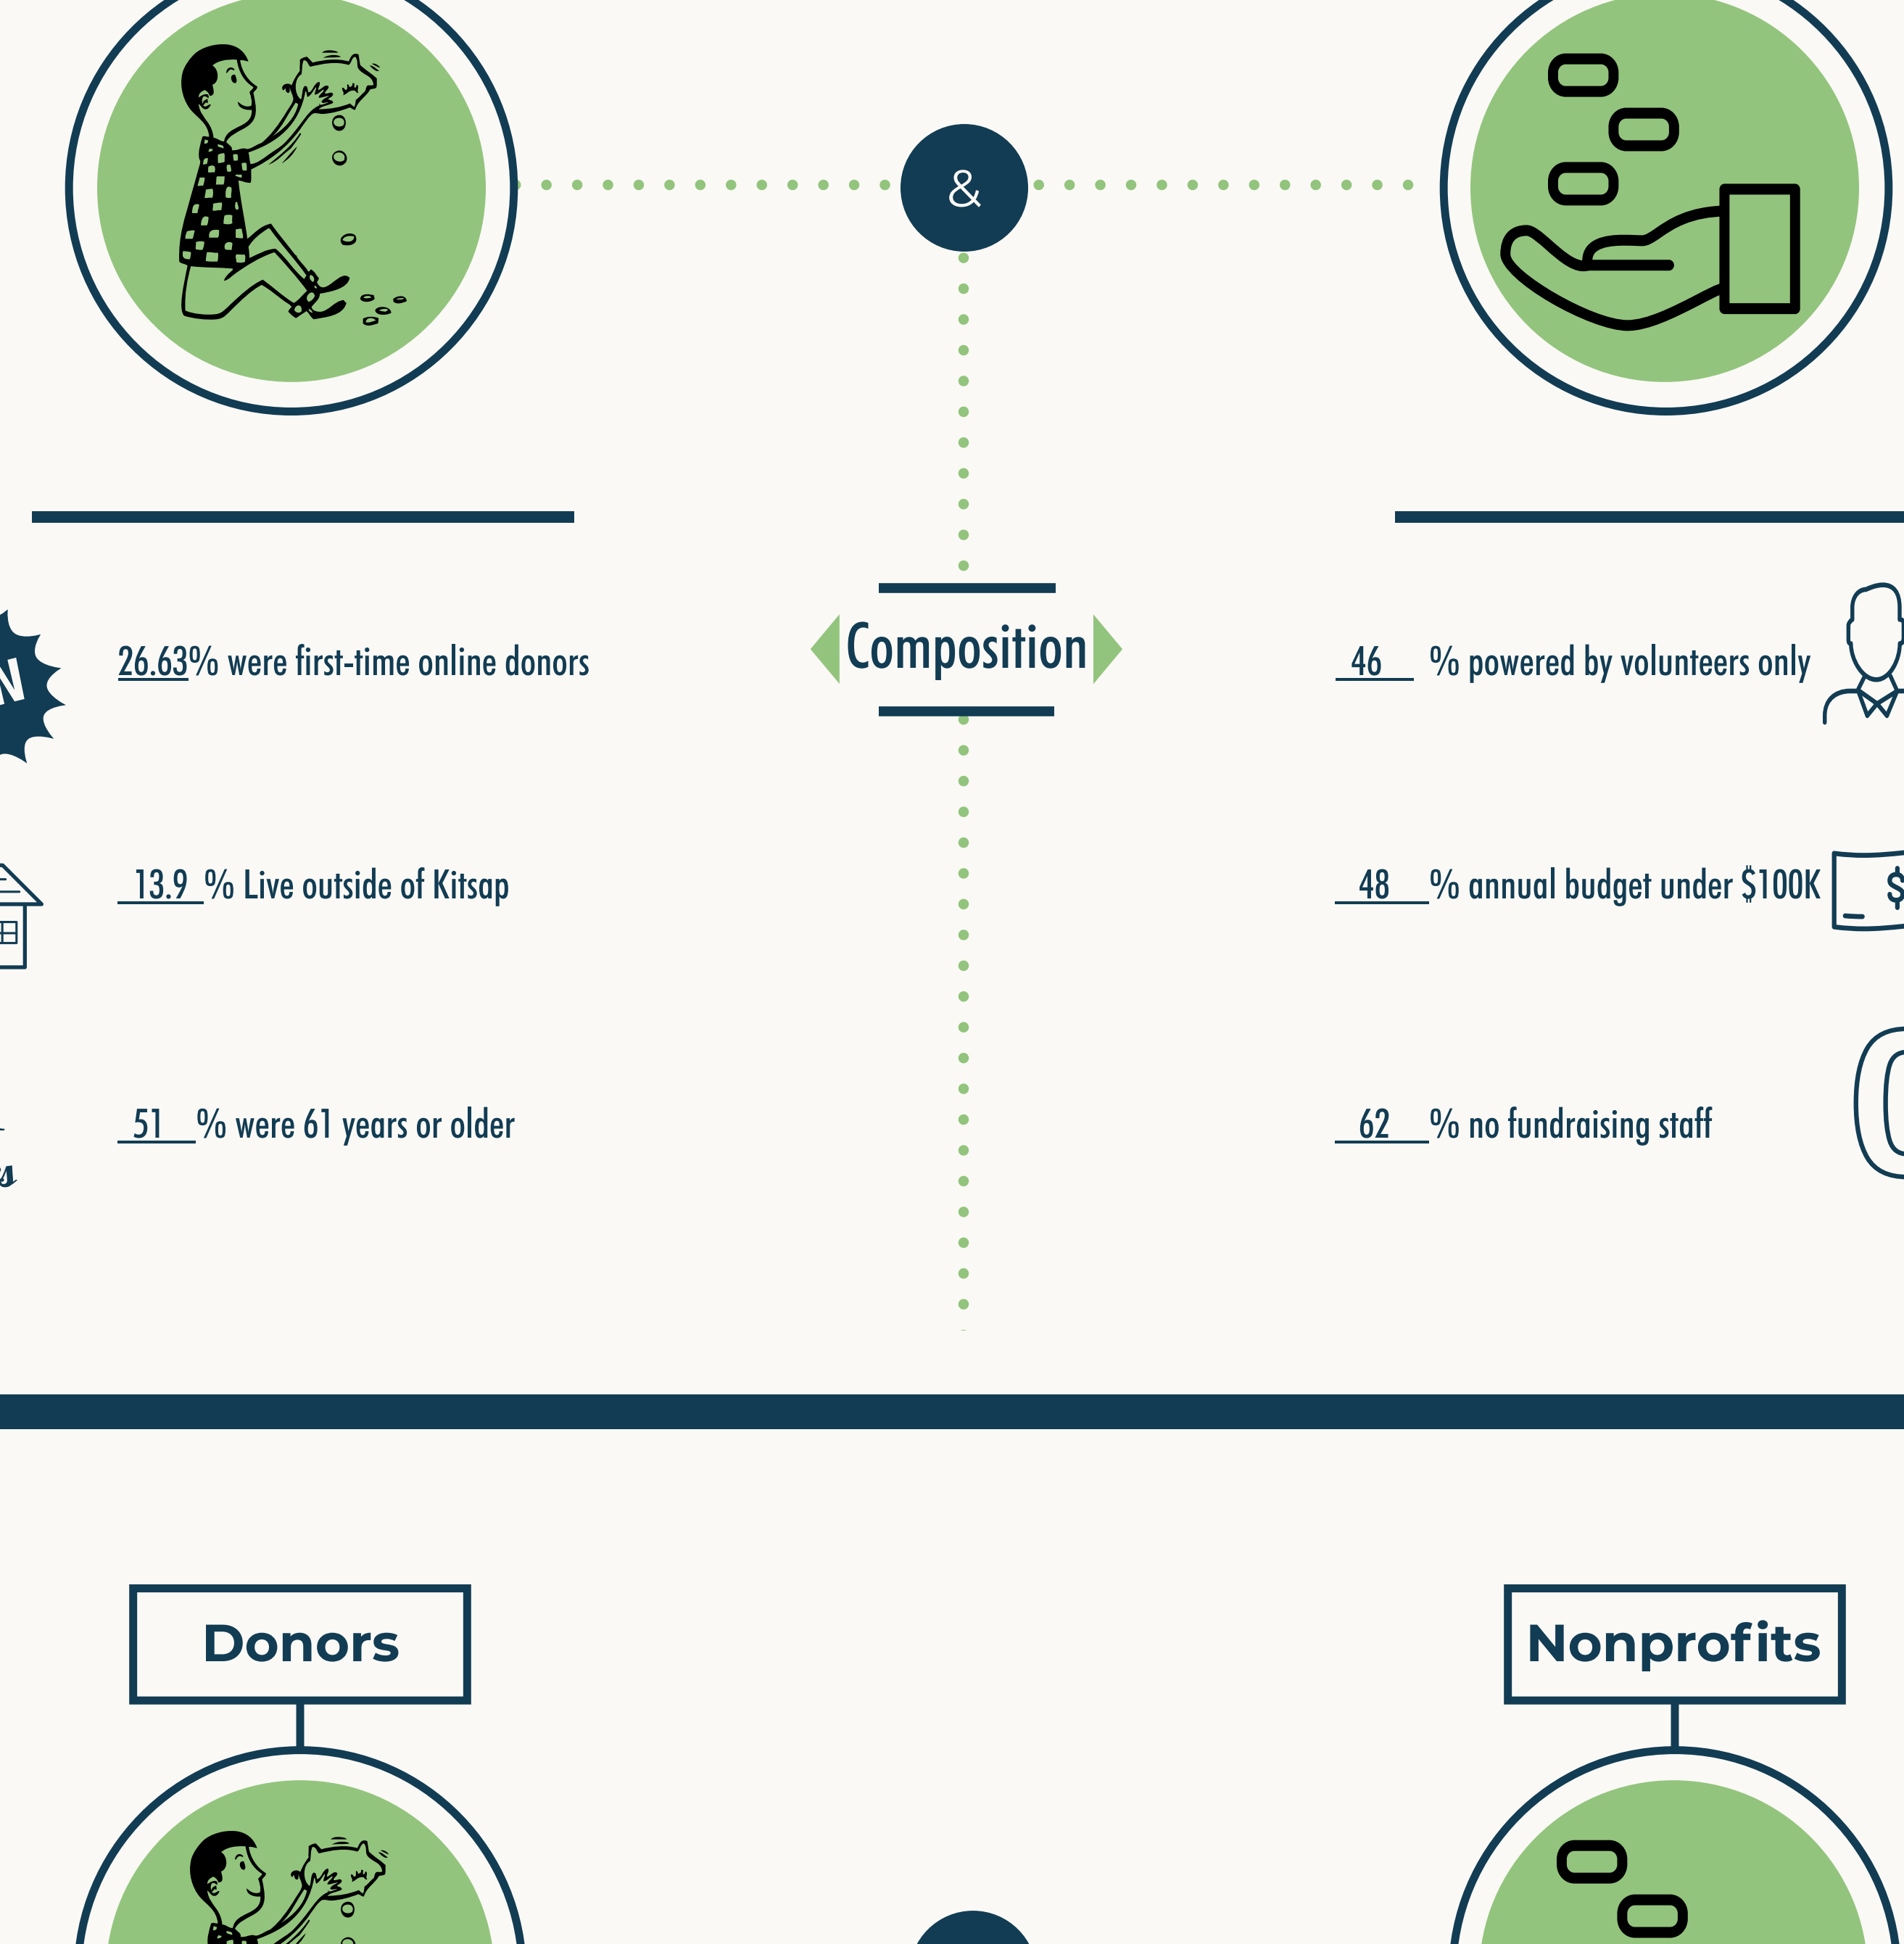 &
Composition
N
26.63% were first-time online donors
46 % powered by volunteers only
13.9 % Live outside of Kitsap
48 % annual budget under $100K
$
51 % were 61 years or older
62 % no fundraising staff
Donors
Nonprofits